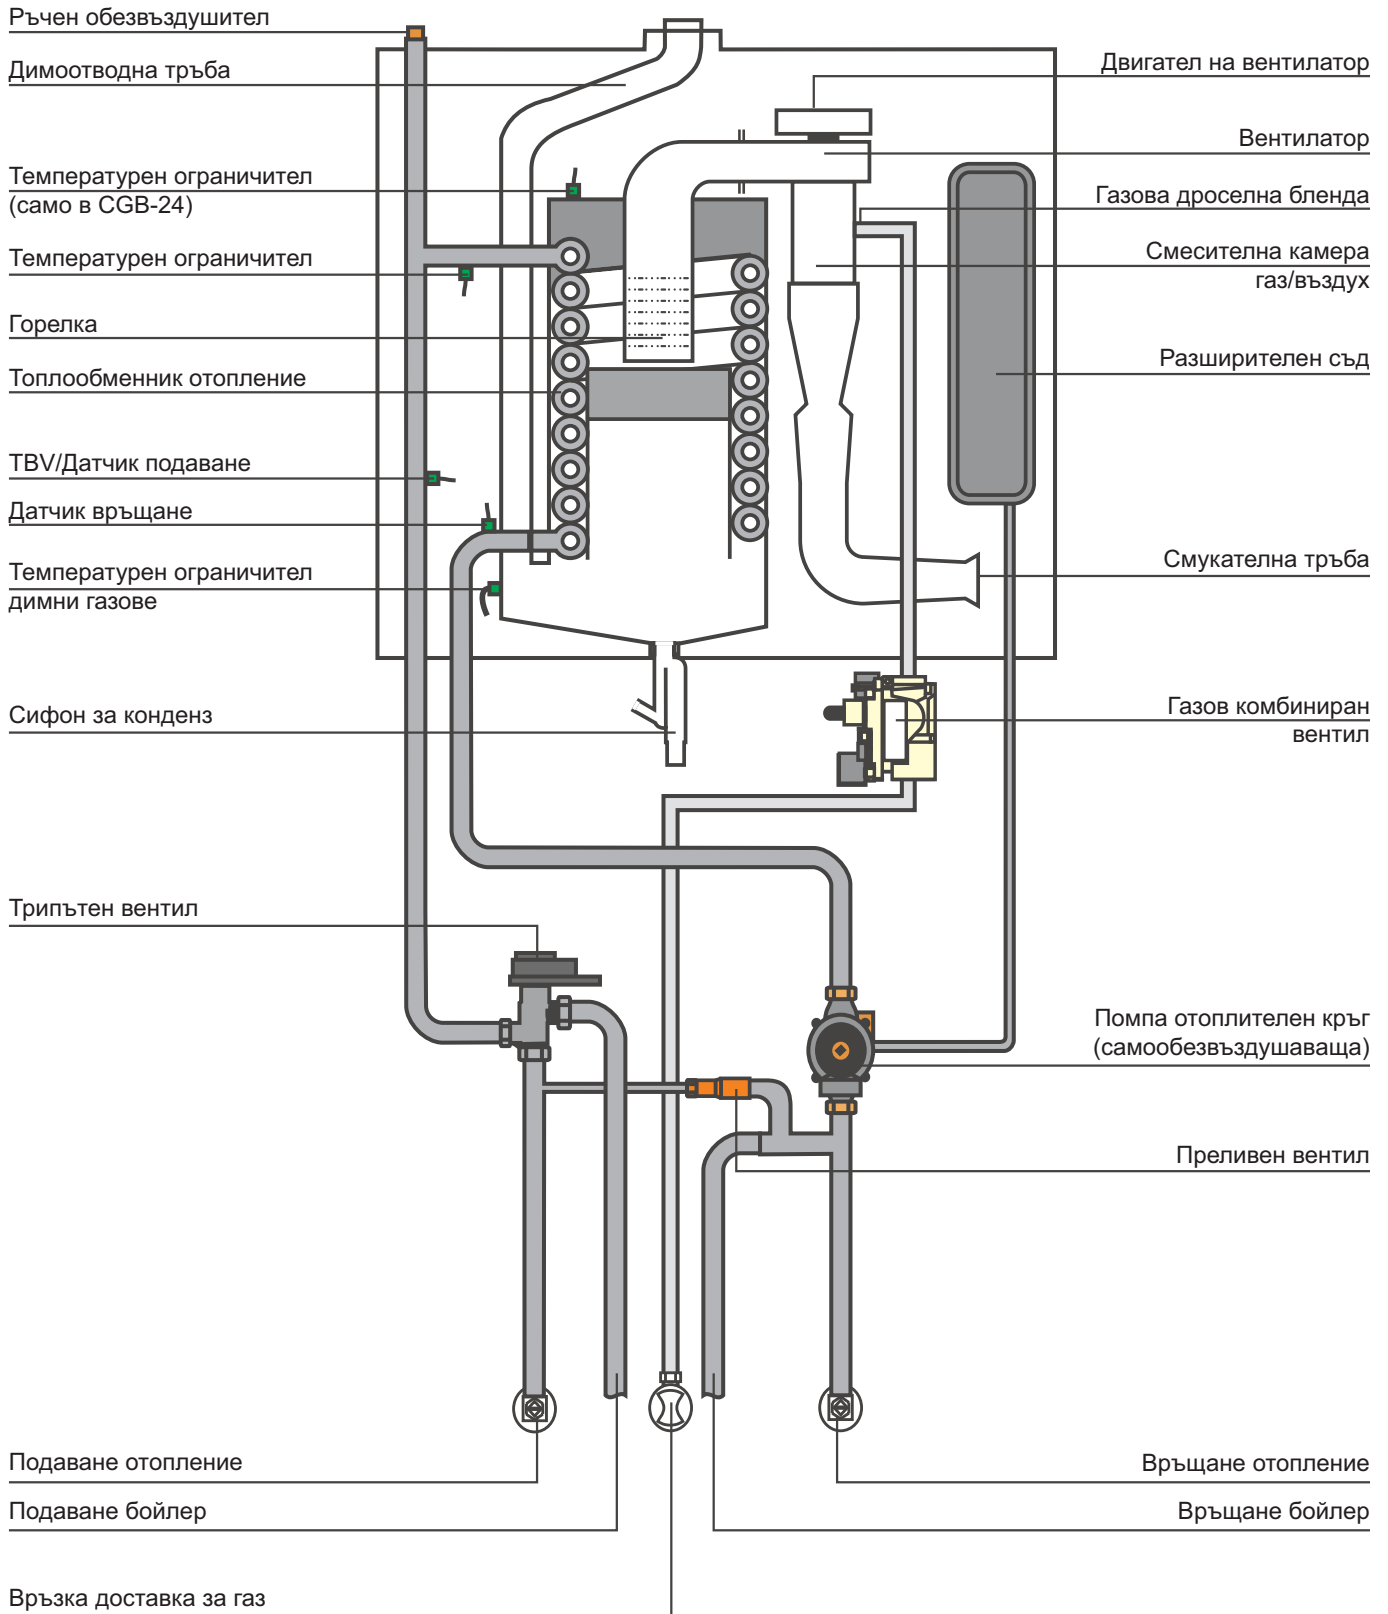 Ръчен обезвъздушител
Димоотводна тръба
Температурен ограничител
(само в CGB-24)
Температурен ограничител
Горелка
Топлообменник отопление
TBV/Датчик подаване
Датчик връщане
Температурен ограничител
димни газове
Сифон за конденз
Трипътен вентил
Подаване отопление
Подаване бойлер
Връзка доставка за газ
Двигател на вентилатор
Вентилатор
Газова дроселна бленда
Смесителна камера
газ/въздух
Разширителен съд
Смукателна тръба
Газов комбиниран
вентил
Помпа отоплителен кръг
(самообезвъздушаваща)
Преливен вентил
Връщане отопление
Връщане бойлер